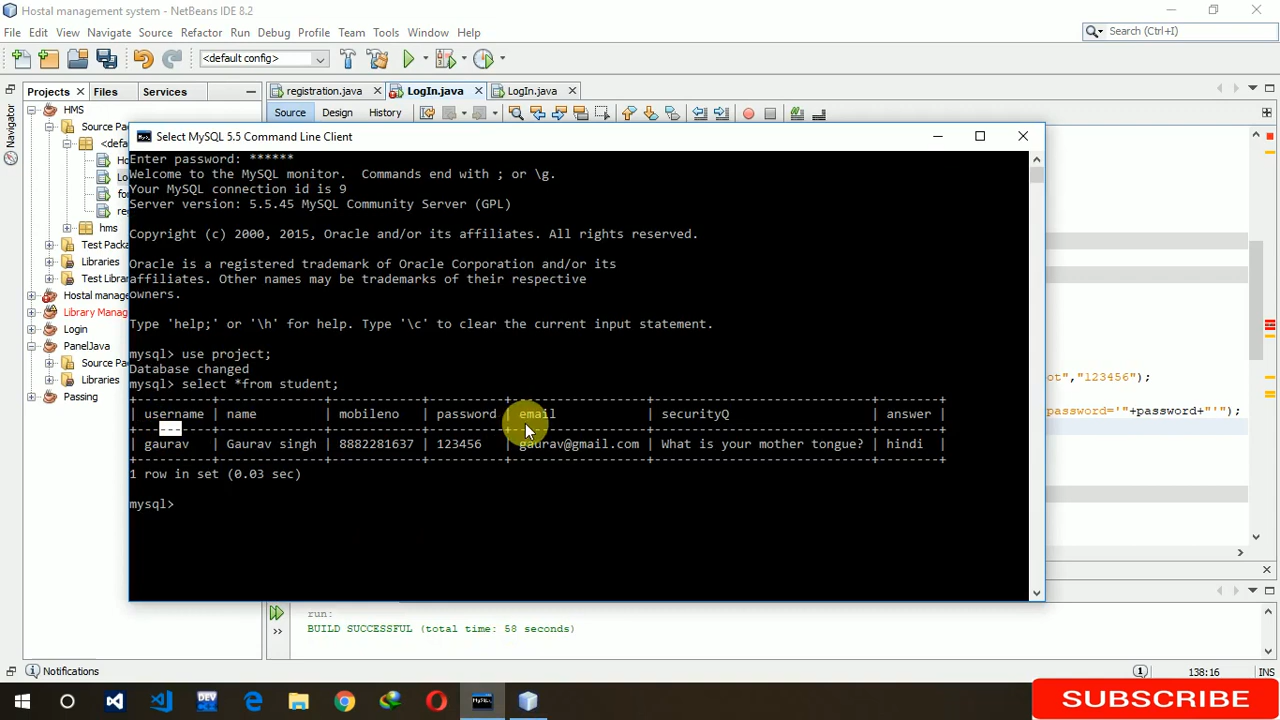 Hostal management system - NetBeans IDE 8.2
File Edit View Navigate Source Refactor Run Debug Profile Team Tools Window Help
Search (Ctrl+I)
<default config>
Projects Files Services
registration.java LogIn.java LogIn.java
Source Design History
Navigator
HMS
Source Pa
<defa
Ho
Lo
fo
re
hms
Test Packa
Libraries
Test Librar
Hostal manag
Library Manag
Login
PanelJava
Source Pa
Libraries
Passing
Select MySQL 5.5 Command Line Client
Enter password: ******
Welcome to the MySQL monitor.  Commands end with ; or \g.
Your MySQL connection id is 9
Server version: 5.5.45 MySQL Community Server (GPL)
Copyright (c) 2000, 2015, Oracle and/or its affiliates. All rights reserved.
Oracle is a registered trademark of Oracle Corporation and/or its
affiliates. Other names may be trademarks of their respective
owners.
Type 'help;' or '\h' for help. Type '\c' to clear the current input statement.
mysql> use project;
Database changed
mysql> select *from student;
| username | name | mobileno | password | email | securityQ | answer |
| gaurav | Gaurav singh | 8882281637 | 123456 | gaurav@gmail.com | What is your mother tongue? | hindi |
1 row in set (0.03 sec)
mysql>
ot","123456");
password='"+password+"'");
run:
BUILD SUCCESSFUL (total time: 58 seconds)
Notifications
1
138:16
INS
DEV
MySQL
SUBSCRIBE